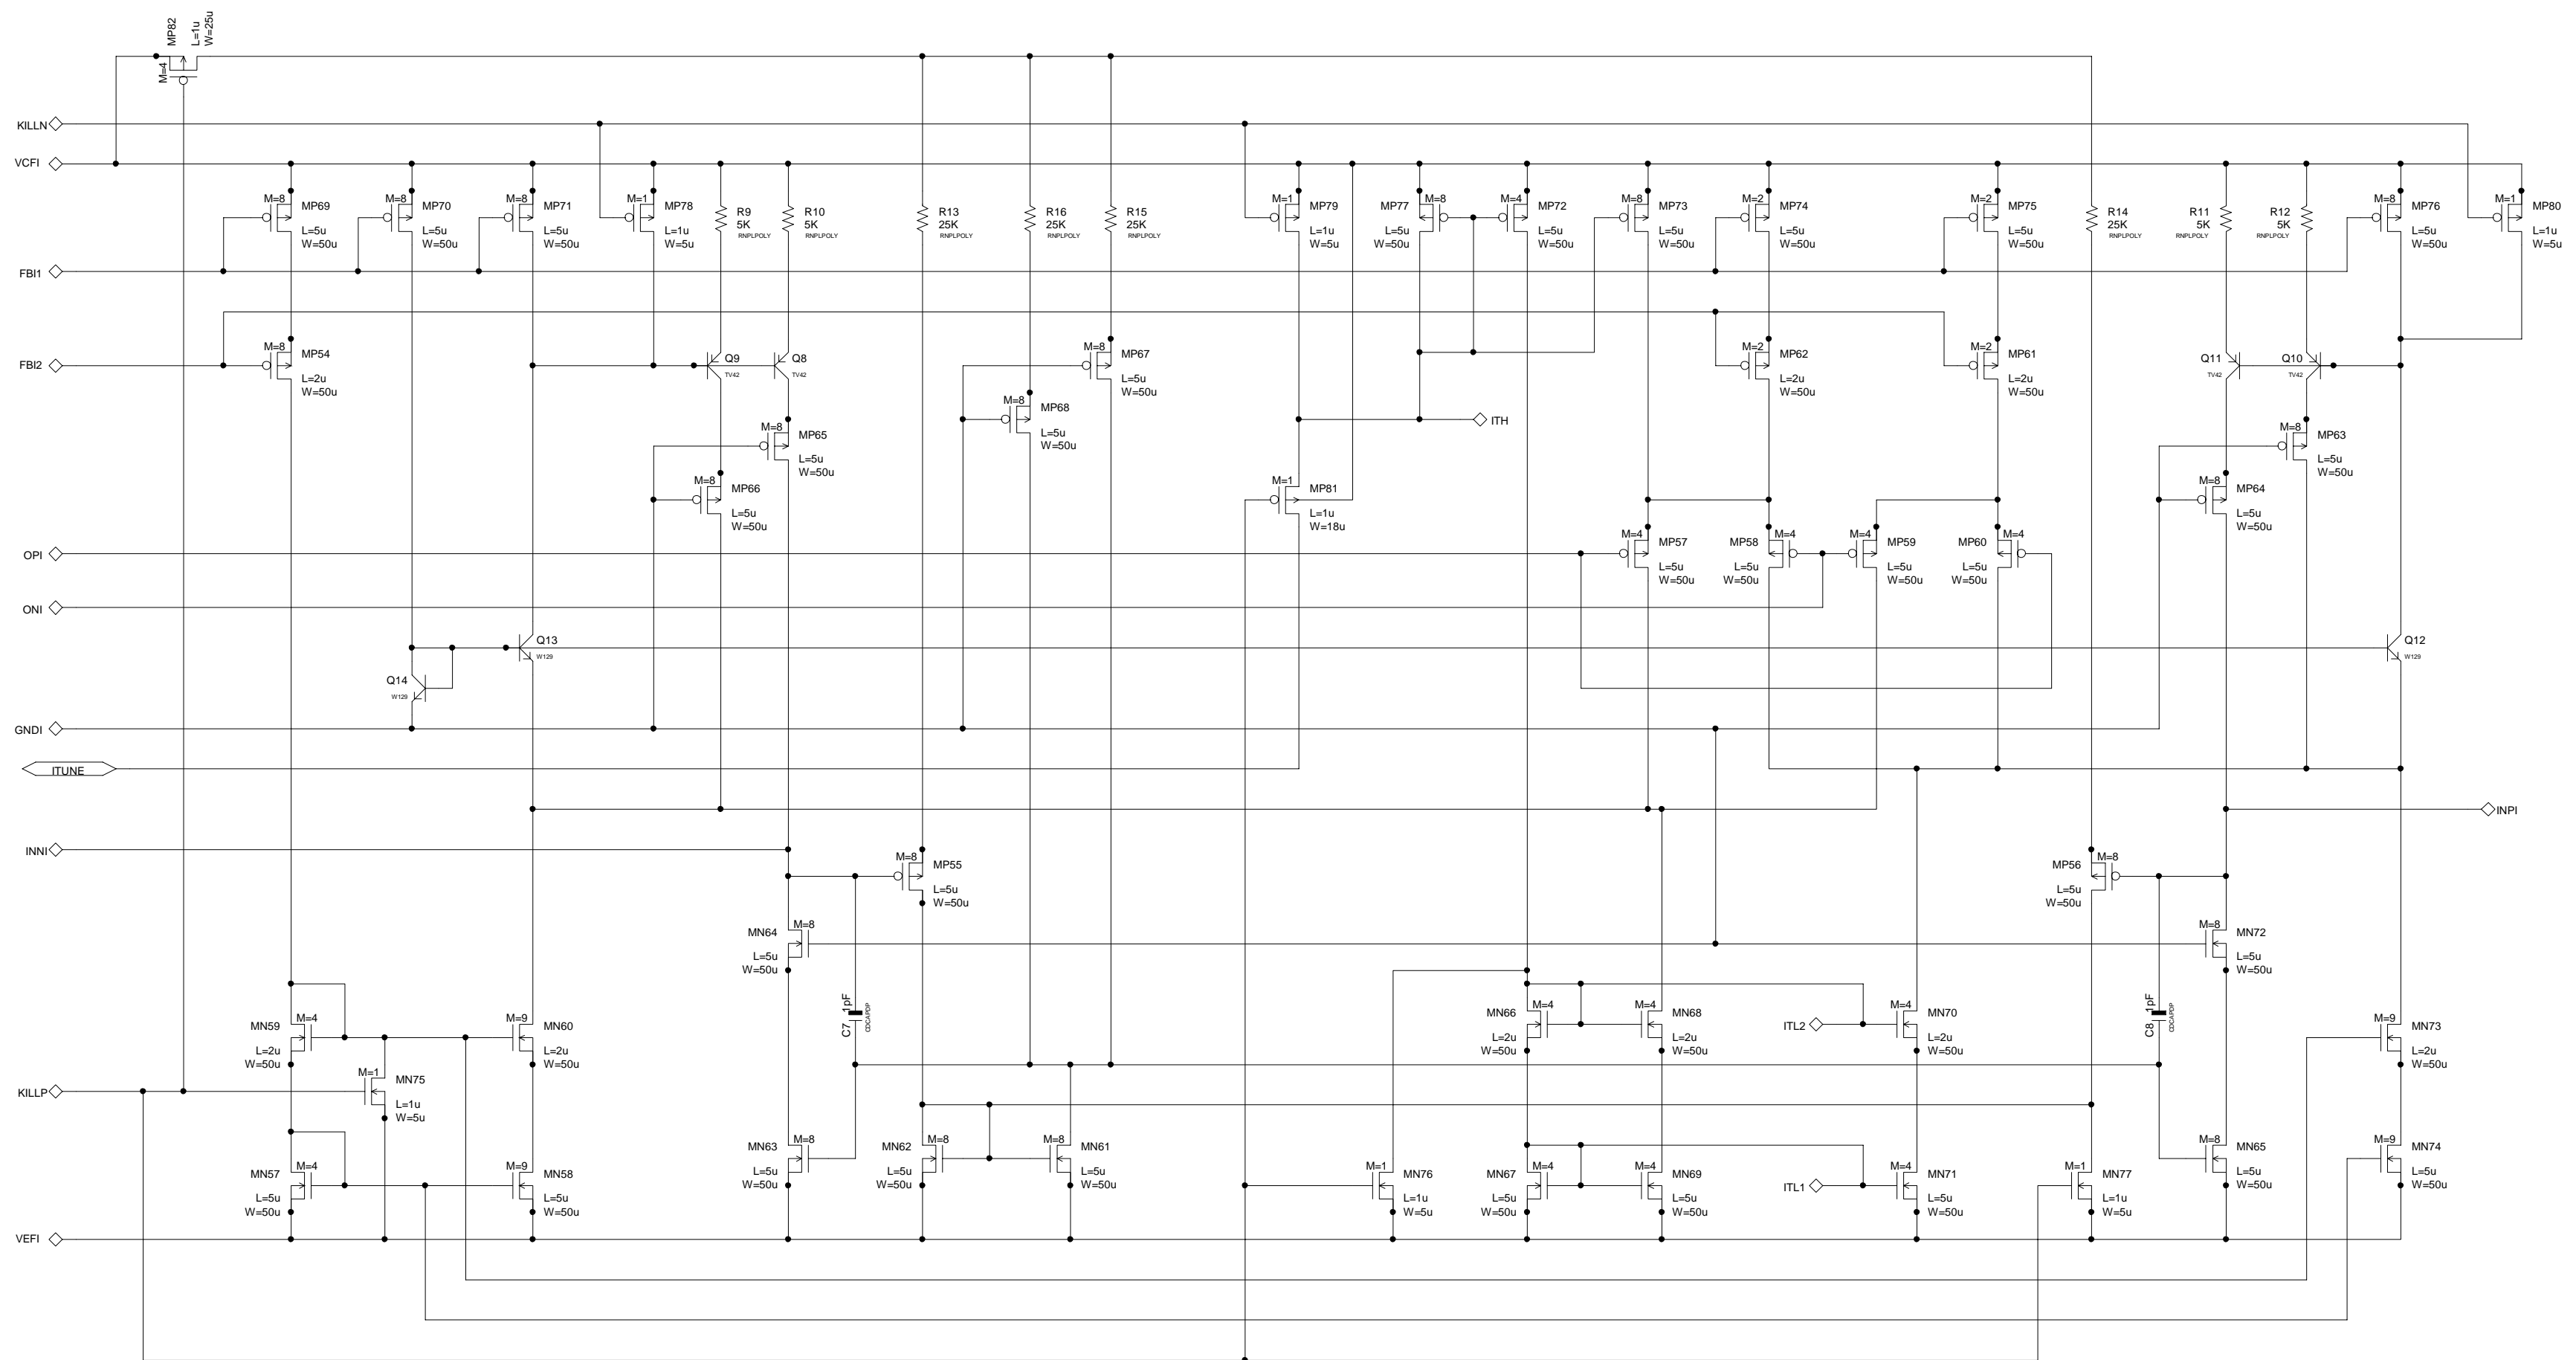 MP82
L=1u
W=25u
M=4
KILLN
VCFI
M=8
MP69
L=5u
W=50u
M=8
MP70
L=5u
W=50u
M=8
MP71
L=5u
W=50u
M=1
MP78
L=1u
W=5u
R9
5K
RNPLPOLY
R10
5K
RNPLPOLY
R13
25K
RNPLPOLY
R16
25K
RNPLPOLY
R15
25K
RNPLPOLY
M=1
MP79
L=1u
W=5u
MP77
M=8
L=5u
W=50u
M=4
MP72
L=5u
W=50u
M=8
MP73
L=5u
W=50u
M=2
MP74
L=5u
W=50u
M=2
MP75
L=5u
W=50u
R14
25K
RNPLPOLY
R11
5K
RNPLPOLY
R12
5K
RNPLPOLY
M=8
MP76
L=5u
W=50u
M=1
MP80
L=1u
W=5u
FBI1
FBI2
M=8
MP54
L=2u
W=50u
Q9
TV42
Q8
TV42
M=8
MP67
L=5u
W=50u
M=8
MP68
L=5u
W=50u
M=2
MP62
L=2u
W=50u
M=2
MP61
L=2u
W=50u
Q11
TV42
Q10
TV42
ITH
M=8
MP65
L=5u
W=50u
M=8
MP66
L=5u
W=50u
M=1
MP81
L=1u
W=18u
M=8
MP63
L=5u
W=50u
M=8
MP64
L=5u
W=50u
OPI
M=4
MP57
L=5u
W=50u
MP58
M=4
L=5u
W=50u
M=4
MP59
L=5u
W=50u
MP60
M=4
L=5u
W=50u
ONI
Q13
W129
Q12
W129
Q14
W129
GNDI
ITUNE
INPI
INNI
M=8
MP55
L=5u
W=50u
MP56
M=8
L=5u
W=50u
MN64
M=8
L=5u
W=50u
M=8
MN72
L=5u
W=50u
MN59
M=4
L=2u
W=50u
M=9
MN60
L=2u
W=50u
C7
1pF
CDCAPDP
MN66
M=4
L=2u
W=50u
M=4
MN68
L=2u
W=50u
ITL2
M=4
MN70
L=2u
W=50u
C8
1pF
CDCAPDP
M=9
MN73
L=2u
W=50u
KILLP
M=1
MN75
L=1u
W=5u
MN57
M=4
L=5u
W=50u
M=9
MN58
L=5u
W=50u
MN63
M=8
L=5u
W=50u
MN62
M=8
L=5u
W=50u
M=8
MN61
L=5u
W=50u
M=1
MN76
L=1u
W=5u
MN67
M=4
L=5u
W=50u
M=4
MN69
L=5u
W=50u
ITL1
M=4
MN71
L=5u
W=50u
M=1
MN77
L=1u
W=5u
M=8
MN65
L=5u
W=50u
M=9
MN74
L=5u
W=50u
VEFI